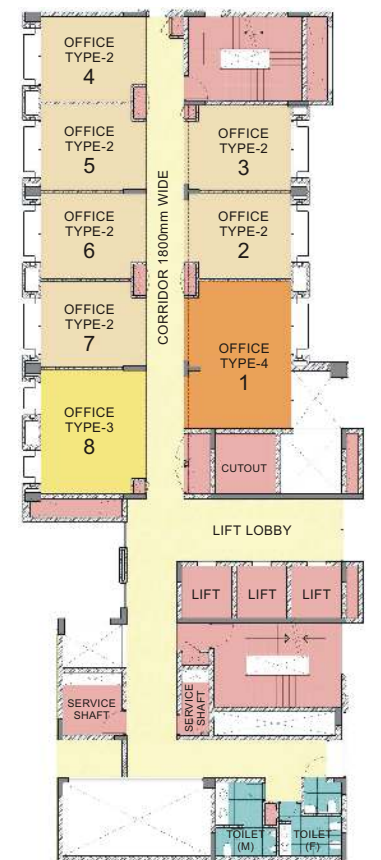 OFFICE
TYPE-2
4
OFFICE
TYPE-2
5
OFFICE
TYPE-2
3
OFFICE
TYPE-2
6
OFFICE
TYPE-2
2
CORRIDOR 1800mm WIDE
OFFICE
TYPE-2
7
OFFICE
TYPE-4
1
OFFICE
TYPE-3
8
CUTOUT
LIFT LOBBY
LIFT
LIFT
LIFT
SERVICE
SHAFT
SERVICE
SHAFT
TOILET
(M)
TOILET
(F)